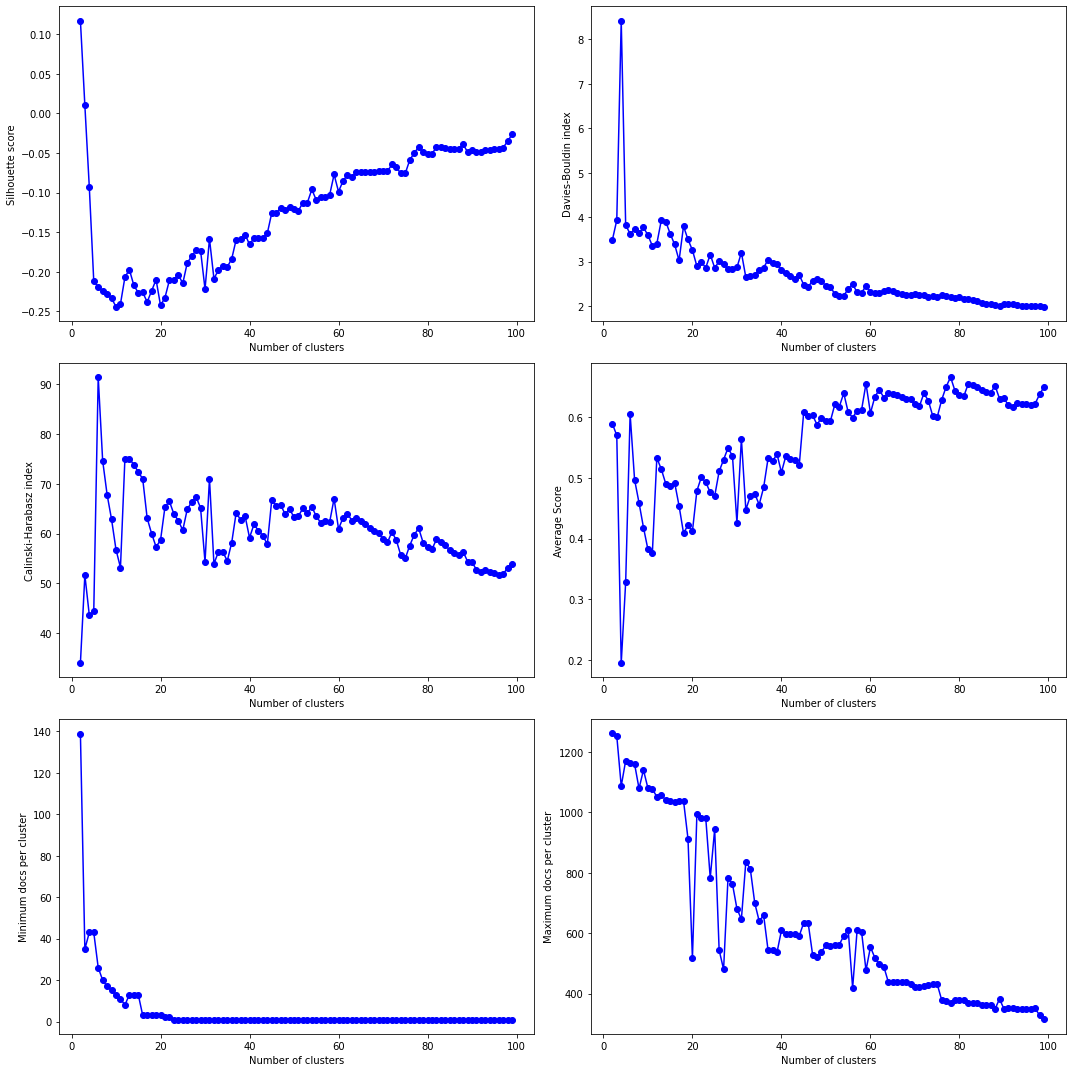 0.10
0.05
0.00
−0.05
−0.10
−0.15
−0.20
−0.25
Silhouette score
0 20 40 60 80 100
Number of clusters
8
7
6
5
4
3
2
Davies-Bouldin index
0 20 40 60 80 100
Number of clusters
90
80
70
60
50
40
Calinski-Harabasz index
0 20 40 60 80 100
Number of clusters
0.6
0.5
0.4
0.3
0.2
Average Score
0 20 40 60 80 100
Number of clusters
140
120
100
80
60
40
20
0
Minimum docs per cluster
0 20 40 60 80 100
Number of clusters
1200
1000
800
600
400
Maximum docs per cluster
0 20 40 60 80 100
Number of clusters